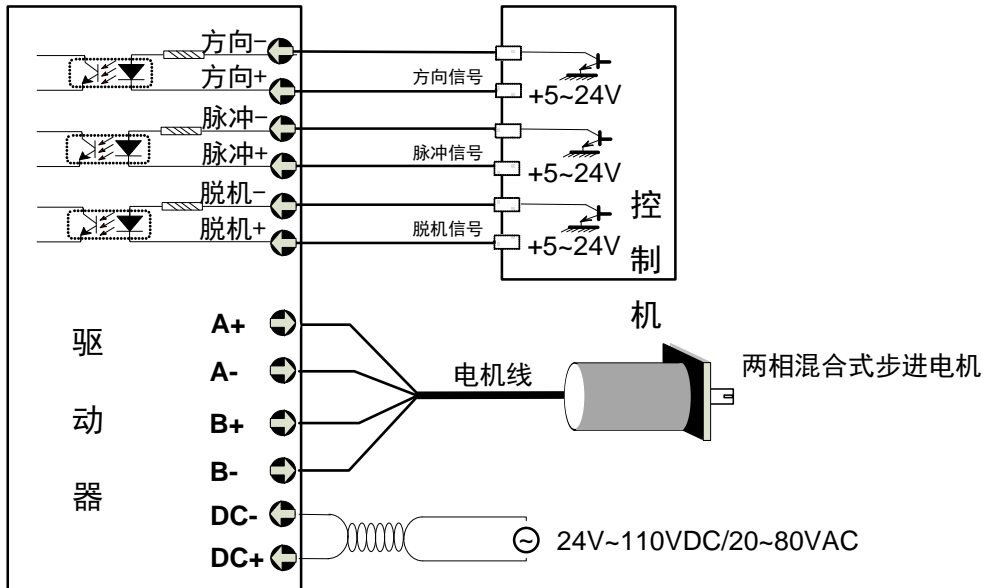 方向-
方向+
方向信号
+5~24V
脉冲-
脉冲+
脉冲信号
+5~24V
脱机-
脱机+
脱机信号
+5~24V
控制机
驱动器
A+
A-
B+
B-
电机线
两相混合式步进电机
DC-
DC+
24V~110VDC/20~80VAC